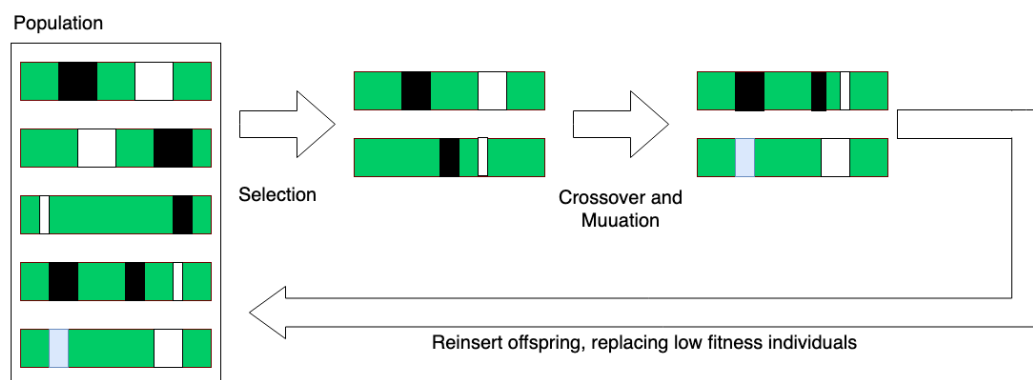 Population
Selection
Crossover and
Muuation
Reinsert offspring, replacing low fitness individuals